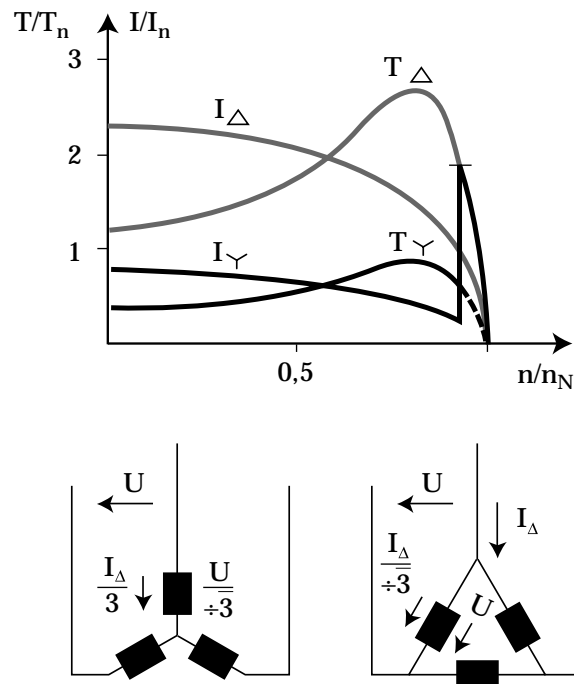 T/Tn I/In
3
T △
I △
2
I Y T Y
1
0,5 n/nN
U U
I△
I△/3 U/÷3 I△/÷3
U